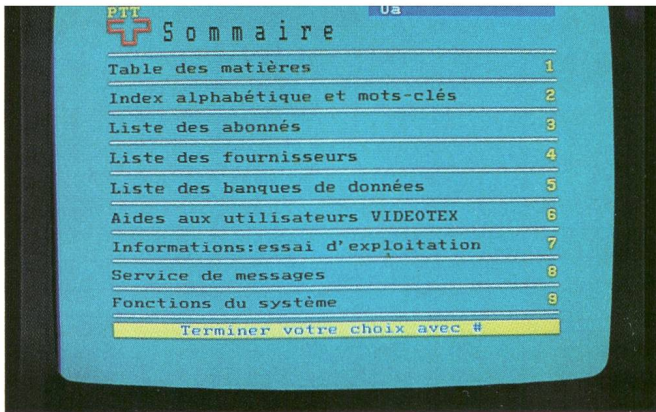 PTT
0a
Sommaire
Table des matières 1
Index alphabétique et mots-clés 2
Liste des abonnés 3
Liste des fournisseurs 4
Liste des banques de données 5
Aides aux utilisateurs VIDEOTEX 6
Informations:essai d'exploitation 7
Service de messages 8
Fonctions du système 9
Terminer votre choix avec #